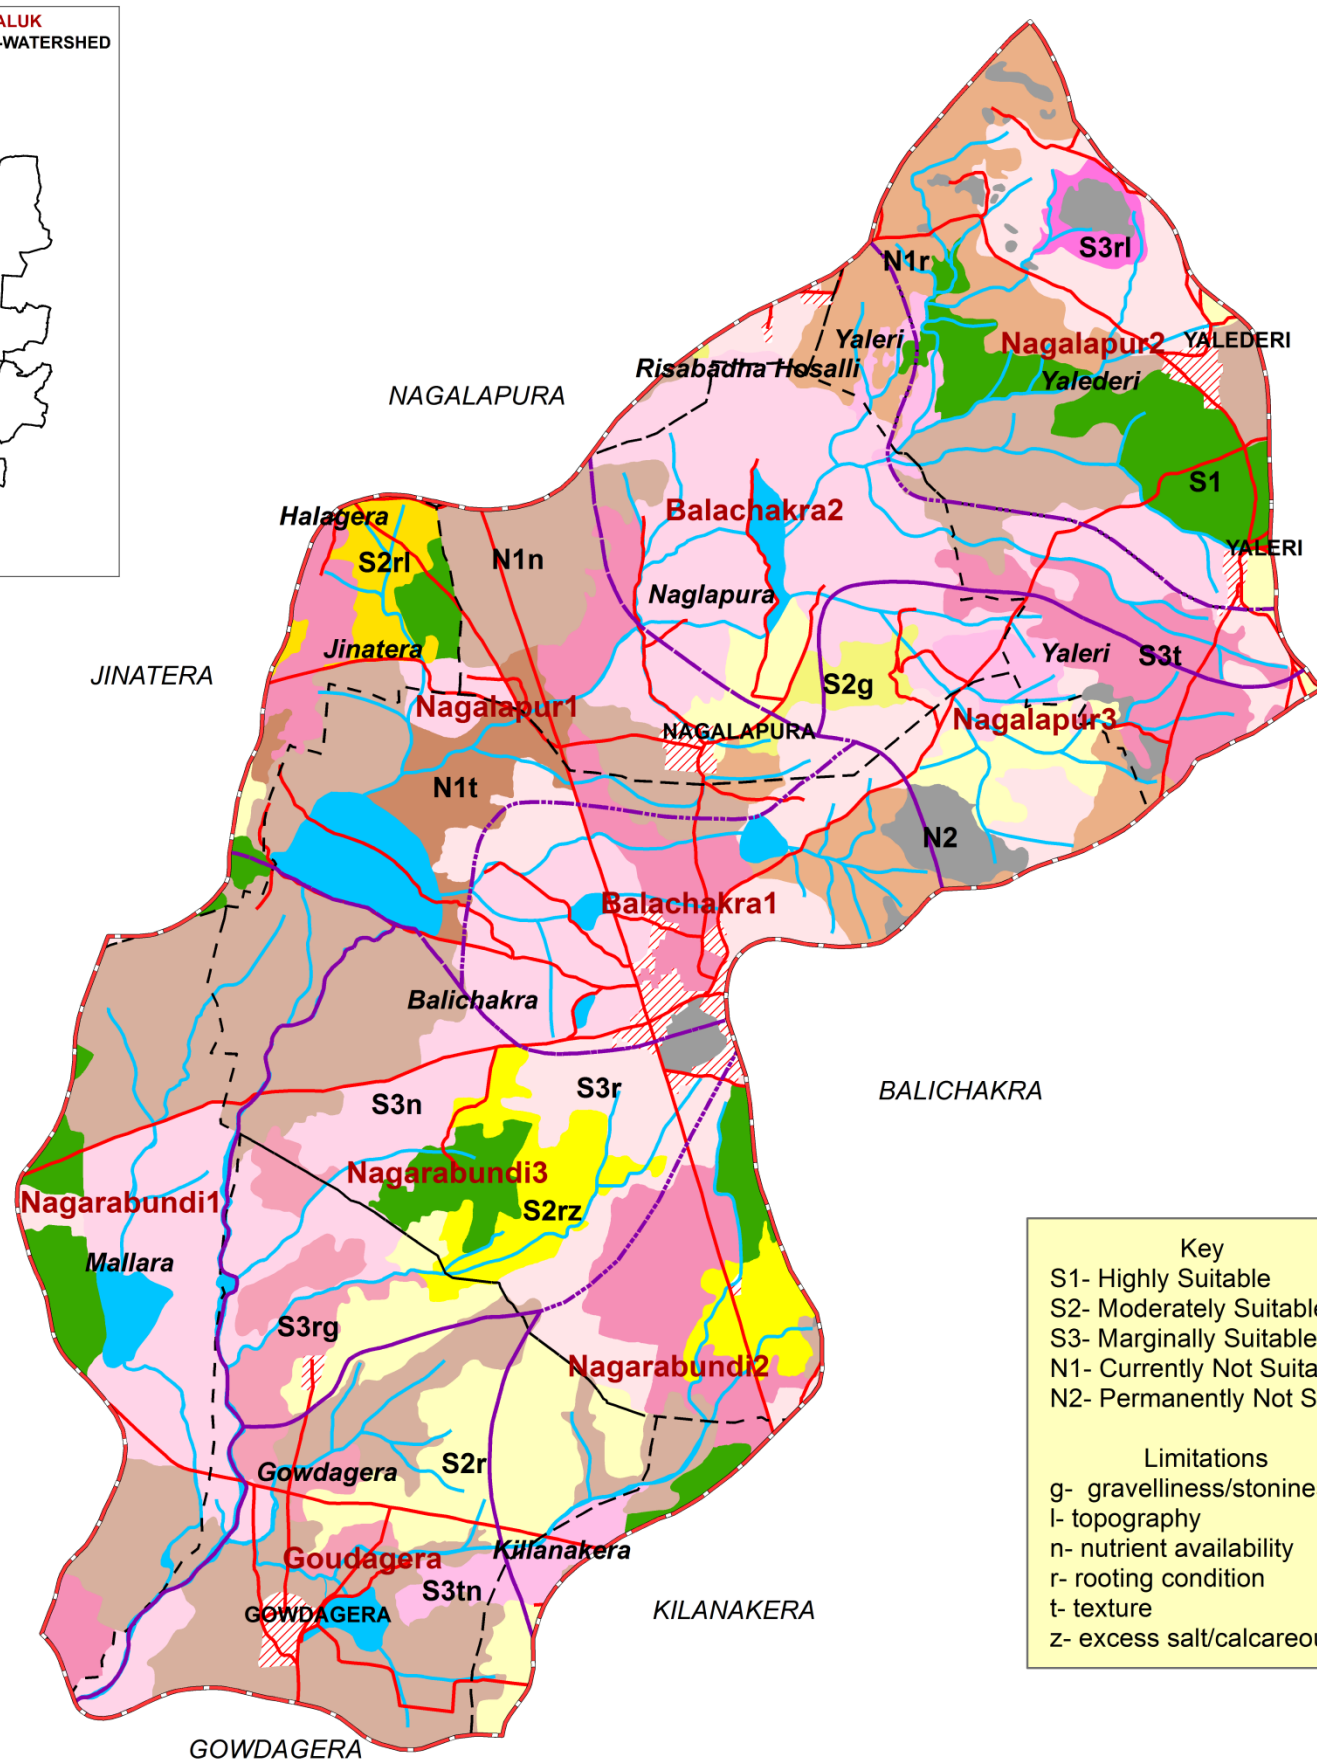 ALUK
-WATERSHED
S3rl
N1r
Nagalapur2
YALEDERI
Yaleri
Risabadha Hosalli
Yalederi
NAGALAPURA
S1
Balachakra2
Halagera
YALERI
S2rl
N1n
Naglapura
Jinatera
Yaleri
S3t
JINATERA
S2g
Nagalapur1
Nagalapur3
NAGALAPURA
N1t
N2
Balachakra1
Balichakra
S3r
BALICHAKRA
S3n
Nagarabundi3
Nagarabundi1
S2rz
Mallara
S3rg
Nagarabundi2
S2r
Gowdagera
Killanakera
Goudagera
S3tn
GOWDAGERA
KILANAKERA
GOWDAGERA
Key
S1- Highly Suitable
S2- Moderately Suitable
S3- Marginally Suitable
N1- Currently Not Suita
N2- Permanently Not S
Limitations
g- gravelliness/stonine
l- topography
n- nutrient availability
r- rooting condition
t- texture
z- excess salt/calcareou